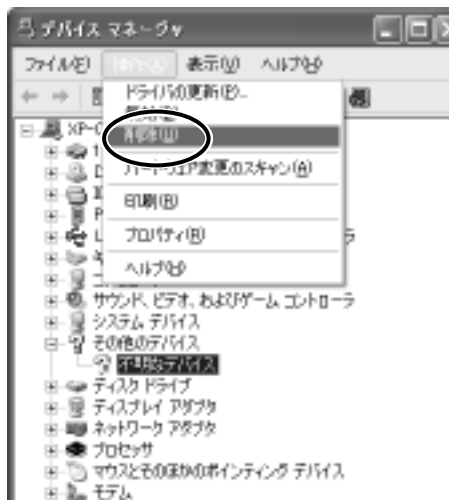 デバイス マネージャ
ファイル(F) 操作(A) 表示(V) ヘルプ(H)
ドライバの更新(P)...
無効(D)
削除(U)
ハードウェア変更のスキャン(A)
印刷(R)
プロパティ(R)
ヘルプ(H)
XP-
サウンド、ビデオ、およびゲーム コントローラ
システム デバイス
その他のデバイス
不明なデバイス
ディスク ドライブ
ディスプレイ アダプタ
ネットワーク アダプタ
プロセッサ
マウスとそのほかのポインティング デバイス
モデム